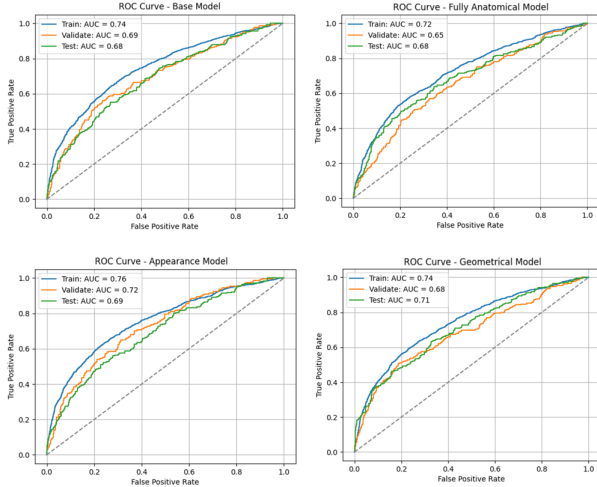 ROC Curve - Base Model
Train: AUC = 0.74
Validate: AUC = 0.69
Test: AUC = 0.68
True Positive Rate
1.0
0.8
0.6
0.4
0.2
0.0
0.0 0.2 0.4 0.6 0.8 1.0
False Positive Rate
ROC Curve - Fully Anatomical Model
Train: AUC = 0.72
Validate: AUC = 0.65
Test: AUC = 0.68
True Positive Rate
1.0
0.8
0.6
0.4
0.2
0.0
0.0 0.2 0.4 0.6 0.8 1.0
False Positive Rate
ROC Curve - Appearance Model
Train: AUC = 0.76
Validate: AUC = 0.72
Test: AUC = 0.69
True Positive Rate
1.0
0.8
0.6
0.4
0.2
0.0
0.0 0.2 0.4 0.6 0.8 1.0
False Positive Rate
ROC Curve - Geometrical Model
Train: AUC = 0.74
Validate: AUC = 0.68
Test: AUC = 0.71
True Positive Rate
1.0
0.8
0.6
0.4
0.2
0.0
0.0 0.2 0.4 0.6 0.8 1.0
False Positive Rate